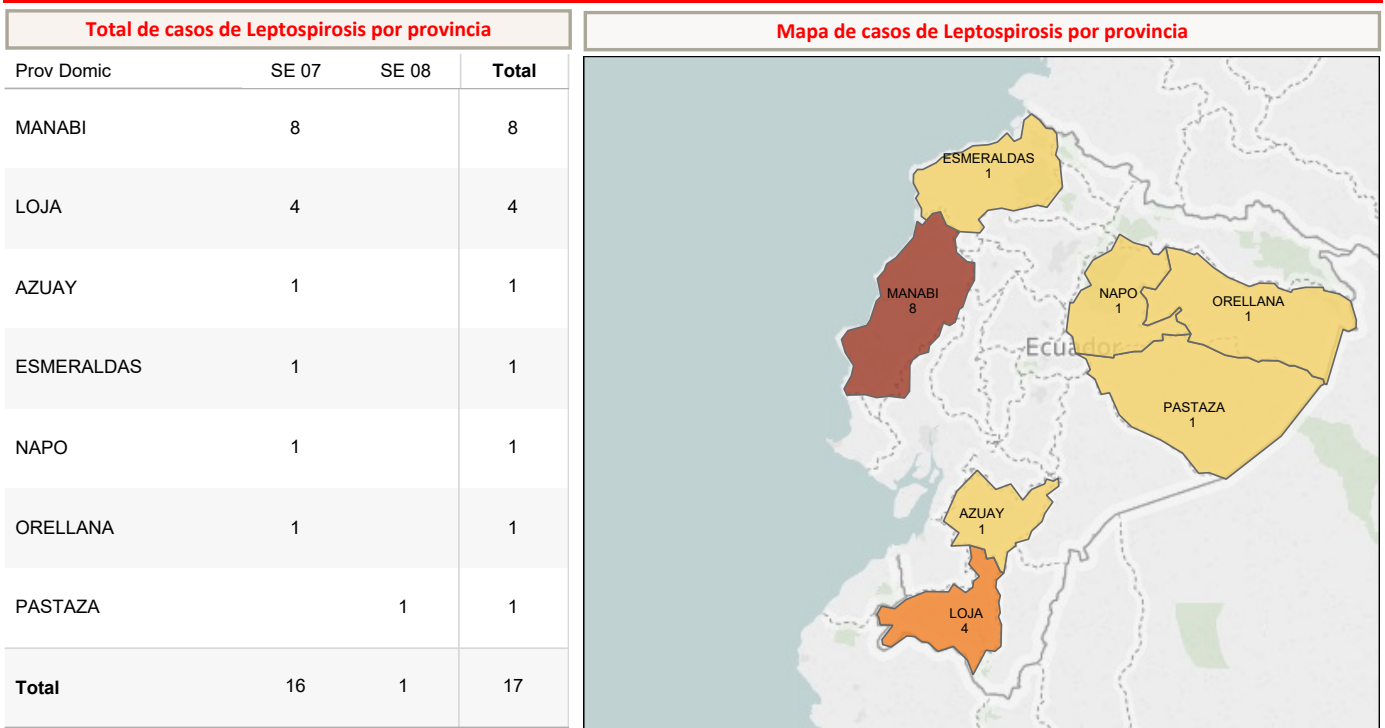 Total de casos de Leptospirosis por provincia
Prov Domic SE 07 SE 08 Total
MANABI 8 8
LOJA 4 4
AZUAY 1 1
ESMERALDAS 1 1
NAPO 1 1
ORELLANA 1 1
PASTAZA 1 1
Total 16 1 17
Mapa de casos de Leptospirosis por provincia
ESMERALDAS
1
MANABI
8
NAPO
1
ORELLANA
1
Ecuador
PASTAZA
1
AZUAY
1
LOJA
4